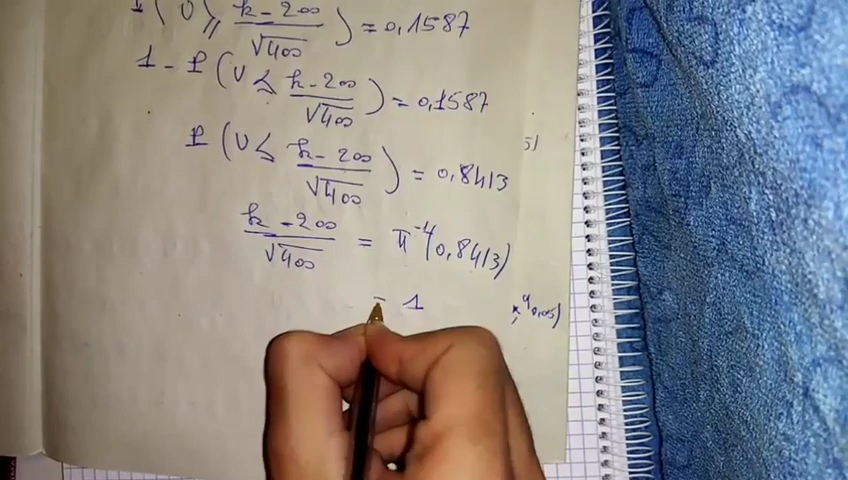 P( U ⩾ (k-200)/√400 ) = 0,1587
1 - P( U ⩽ (k-200)/√400 ) = 0,1587
P( U ⩽ (k-200)/√400 ) = 0,8413
(k-200)/√400 = π⁻¹(0,8413)
= 1